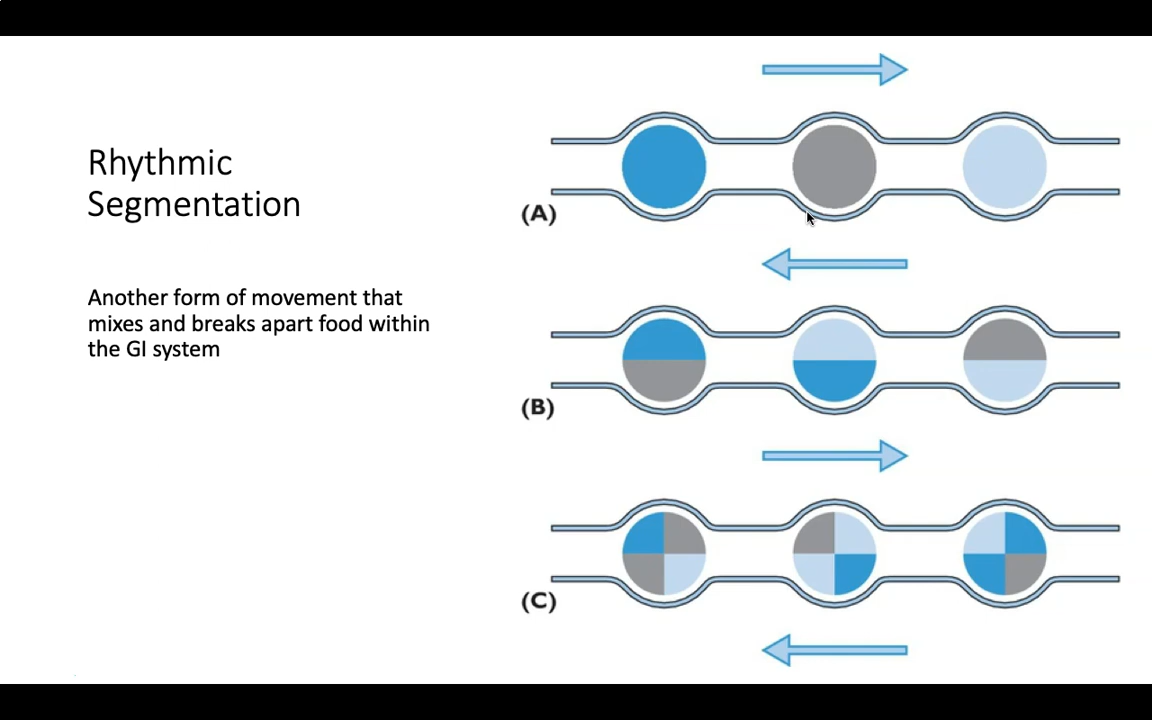 Rhythmic
Segmentation
Another form of movement that
mixes and breaks apart food within
the GI system
(A)
(B)
(C)